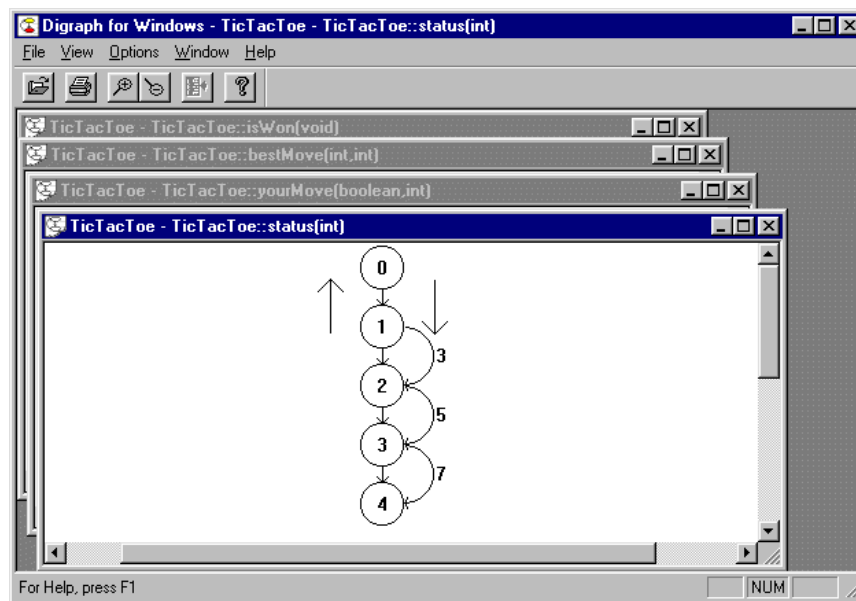 Digraph for Windows - TicTacToe - TicTacToe::status(int)
File View Options Window Help
TicTacToe - TicTacToe::isWon(void)
TicTacToe - TicTacToe::bestMove(int,int)
TicTacToe - TicTacToe::yourMove(boolean,int)
TicTacToe - TicTacToe::status(int)
0
1
3
2
5
3
7
4
For Help, press F1
NUM